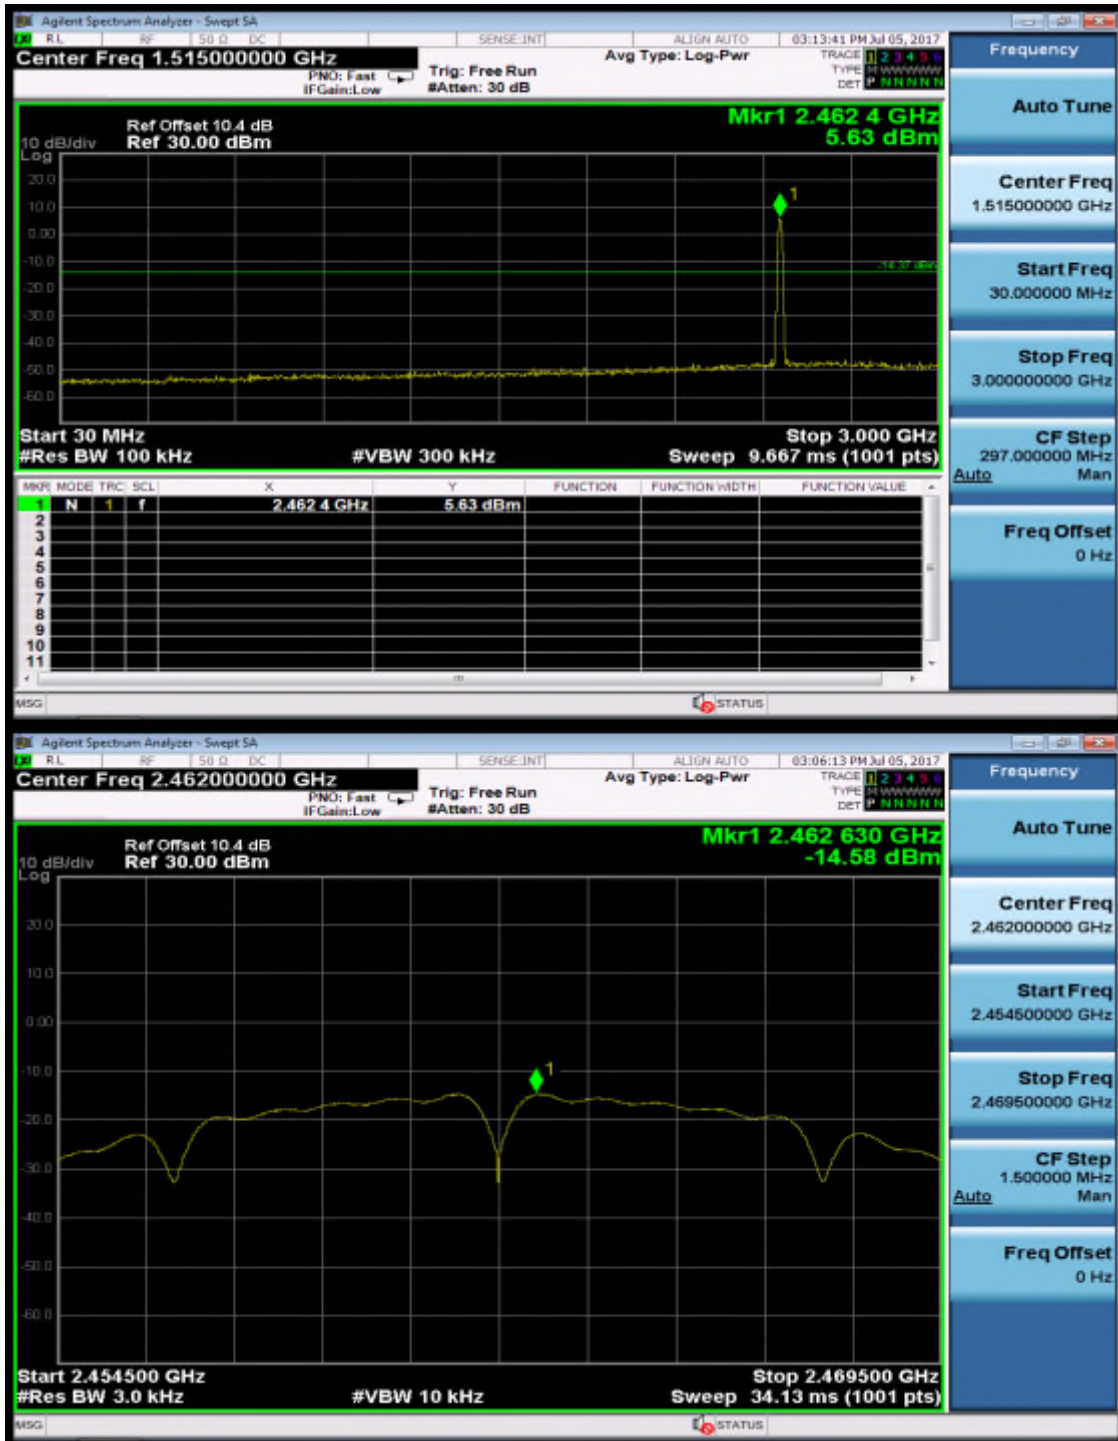 Agilent Spectrum Analyzer - Swept SA
RL RF 50 Ω DC SENSE:INT ALIGN AUTO 03:13:41 PM Jul 05, 2017
Center Freq 1.515000000 GHz
PNO: Fast
IFGain:Low
Trig: Free Run
#Atten: 30 dB
Avg Type: Log-Pwr
TRACE 1 2 3 4 5 6
TYPE M W W W W W
DET P N N N N N
Mkr1 2.462 4 GHz
5.63 dBm
Ref Offset 10.4 dB
10 dB/div Ref 30.00 dBm
Log
20.0
10.0
0.00
-14.37 dBm
-10.0
-20.0
-30.0
-40.0
-50.0
-60.0
Start 30 MHz Stop 3.000 GHz
#Res BW 100 kHz #VBW 300 kHz Sweep 9.667 ms (1001 pts)
MKR MODE TRC SCL X Y FUNCTION FUNCTION WIDTH FUNCTION VALUE
1 N 1 f 2.462 4 GHz 5.63 dBm
2
3
4
5
6
7
8
9
10
11
MSG STATUS
Frequency
Auto Tune
Center Freq
1.515000000 GHz
Start Freq
30.000000 MHz
Stop Freq
3.000000000 GHz
CF Step
297.000000 MHz
Auto Man
Freq Offset
0 Hz
Agilent Spectrum Analyzer - Swept SA
RL RF 50 Ω DC SENSE:INT ALIGN AUTO 03:06:13 PM Jul 05, 2017
Center Freq 2.462000000 GHz
PNO: Fast
IFGain:Low
Trig: Free Run
#Atten: 30 dB
Avg Type: Log-Pwr
TRACE 1 2 3 4 5 6
TYPE M W W W W W
DET P N N N N N
Mkr1 2.462 630 GHz
-14.58 dBm
Ref Offset 10.4 dB
10 dB/div Ref 30.00 dBm
Log
20.0
10.0
0.00
1
-10.0
-20.0
-30.0
-40.0
-50.0
-60.0
Start 2.454500 GHz Stop 2.469500 GHz
#Res BW 3.0 kHz #VBW 10 kHz Sweep 34.13 ms (1001 pts)
MSG STATUS
Frequency
Auto Tune
Center Freq
2.462000000 GHz
Start Freq
2.454500000 GHz
Stop Freq
2.469500000 GHz
CF Step
1.500000 MHz
Auto Man
Freq Offset
0 Hz